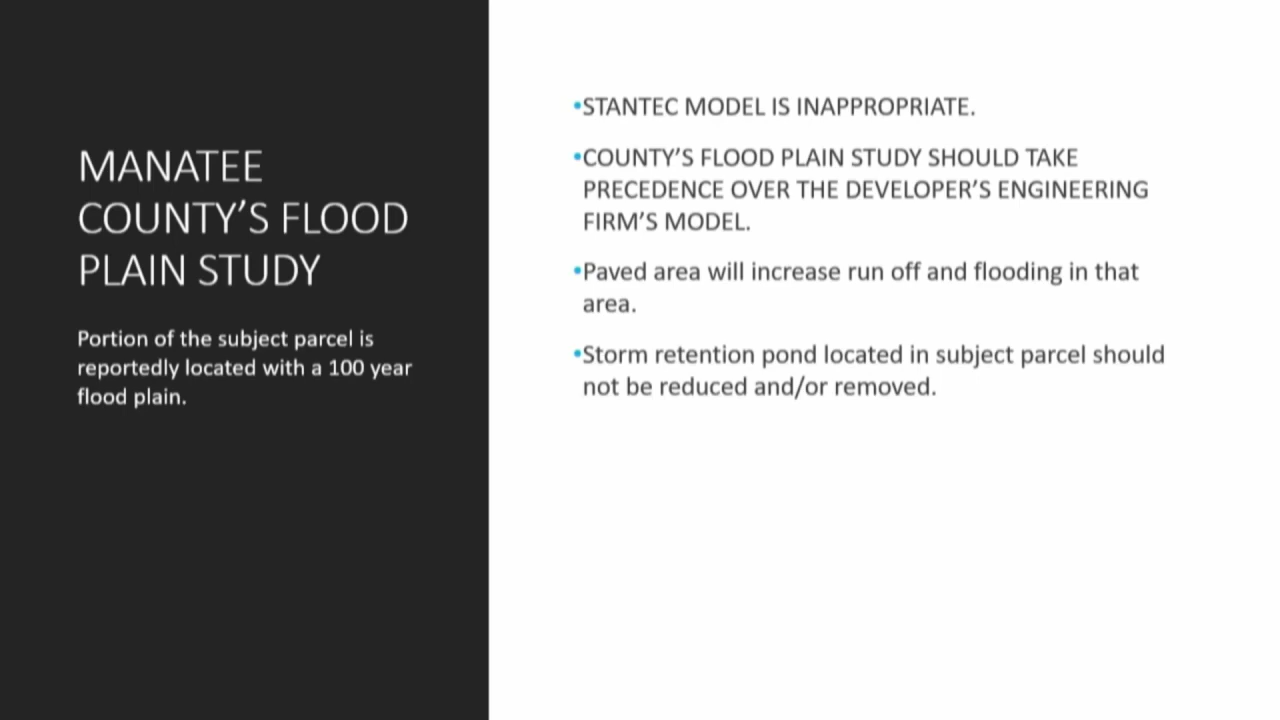 MANATEE
COUNTY’S FLOOD
PLAIN STUDY
Portion of the subject parcel is
reportedly located with a 100 year
flood plain.
•STANTEC MODEL IS INAPPROPRIATE.
•COUNTY’S FLOOD PLAIN STUDY SHOULD TAKE
PRECEDENCE OVER THE DEVELOPER’S ENGINEERING
FIRM’S MODEL.
•Paved area will increase run off and flooding in that
area.
•Storm retention pond located in subject parcel should
not be reduced and/or removed.